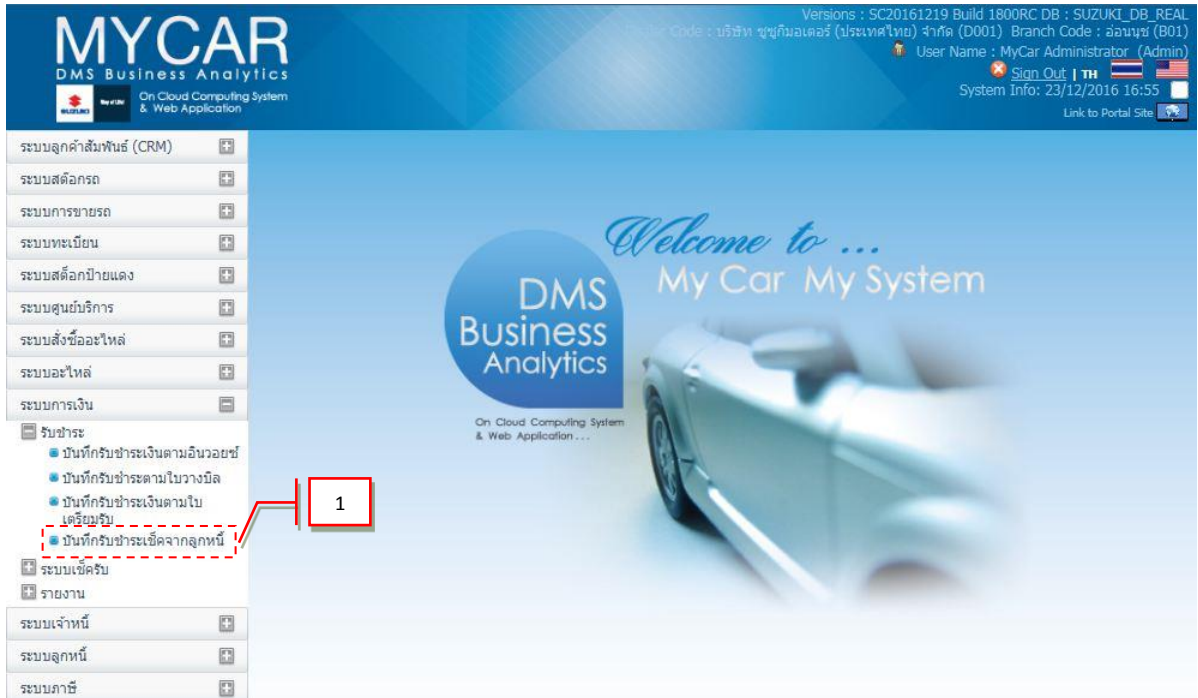 MYCAR
DMS Business Analytics
On Cloud Computing System
& Web Application
SUZUKI
Way of Life!
Versions : SC20161219 Build 1800RC DB : SUZUKI_DB_REAL
Code : บริษัท ซูซูกิมอเตอร์ (ประเทศไทย) จำกัด (D001) Branch Code : อ่อนนุช (B01)
User Name : MyCar Administrator (Admin)
Sign Out | TH
System Info: 23/12/2016 16:55
Link to Portal Site
ระบบลูกค้าสัมพันธ์ (CRM)
ระบบสต๊อกรถ
ระบบการขายรถ
ระบบทะเบียน
ระบบสต็อกป้ายแดง
ระบบศูนย์บริการ
ระบบสั่งซื้ออะไหล่
ระบบอะไหล่
ระบบการเงิน
รับชำระ
บันทึกรับชำระเงินตามอินวอยซ์
บันทึกรับชำระตามใบวางบิล
บันทึกรับชำระเงินตามใบ
เตรียมรับ
บันทึกรับชำระเช็คจากลูกหนี้
1
ระบบเช็ครับ
รายงาน
ระบบเจ้าหนี้
ระบบลูกหนี้
ระบบภาษี
Welcome to ...
My Car My System
DMS
Business
Analytics
On Cloud Computing System
& Web Application ...